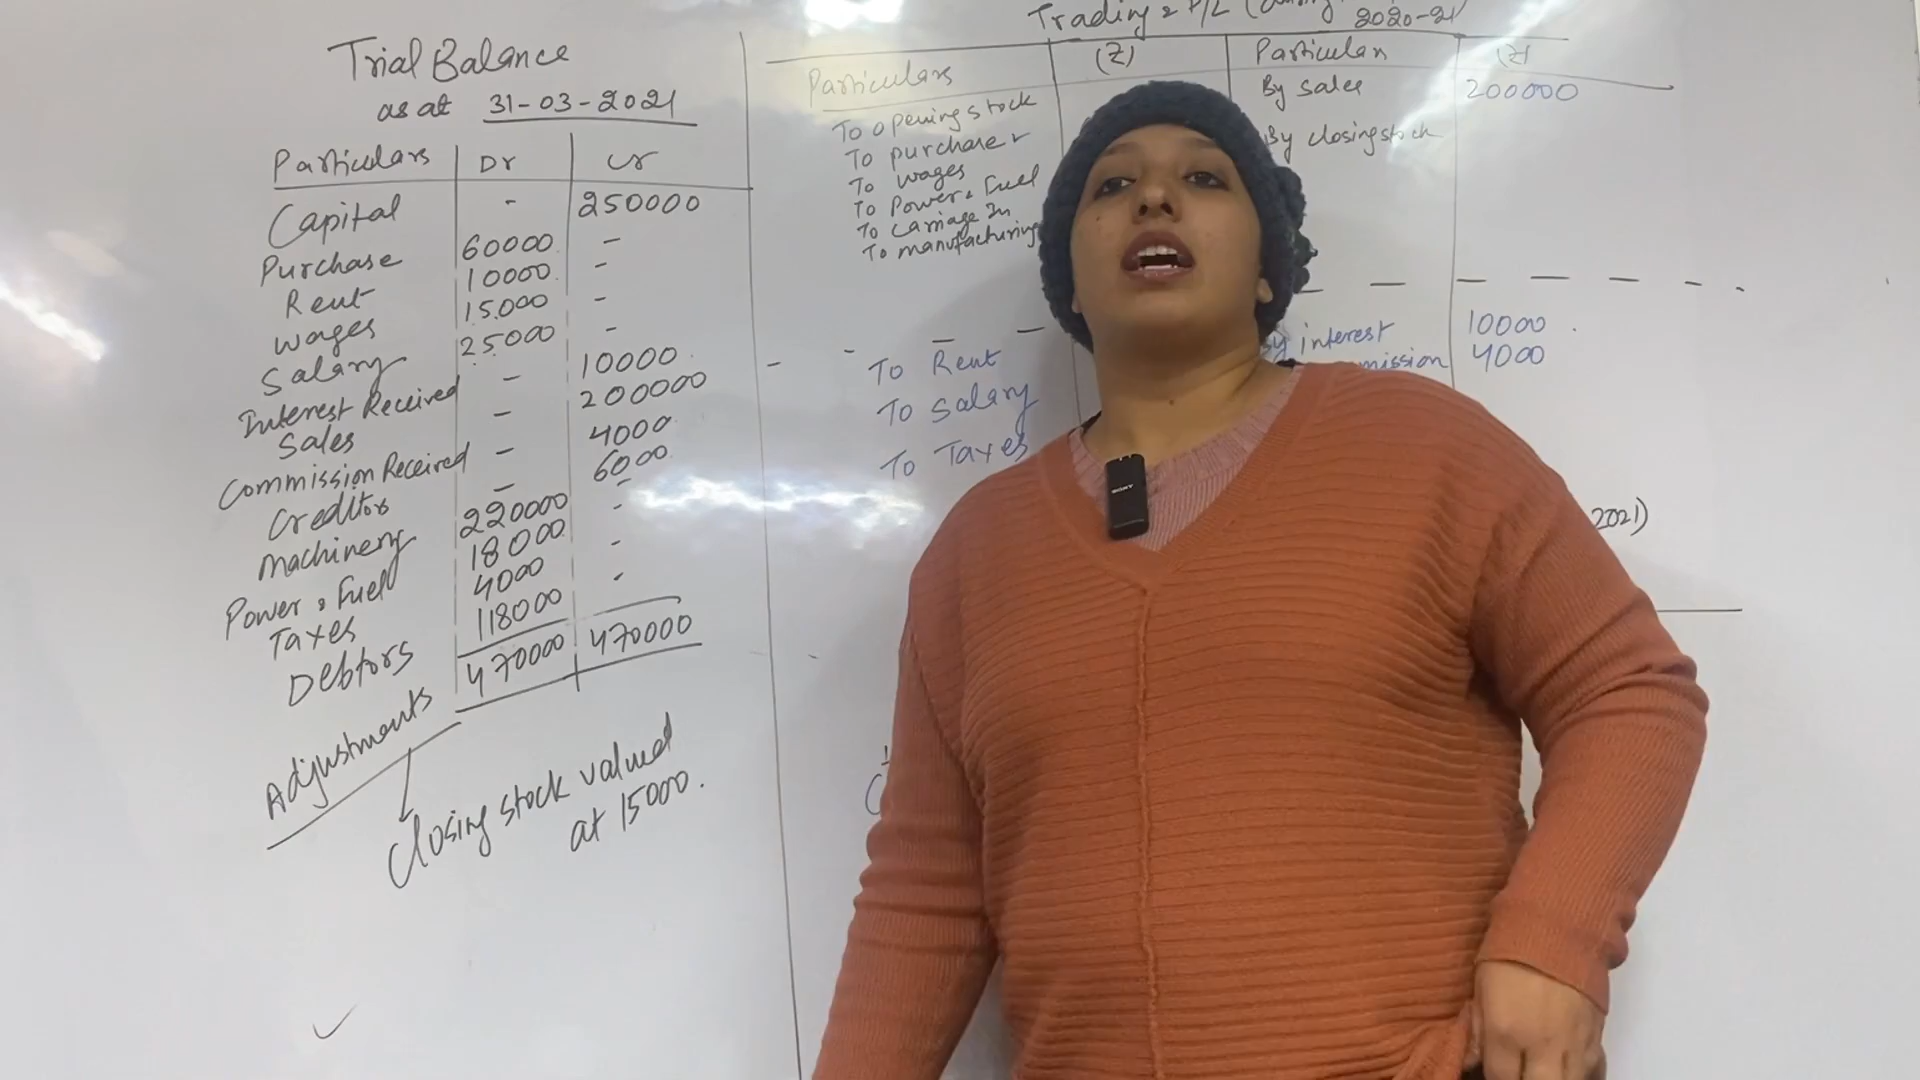 Trial Balance
as at 31-03-2021
Particulars Dr Cr
Capital - 250000
Purchase 60000 -
Rent 10000 -
Wages 15000 -
Salary 25000 -
Interest Received - 10000
Sales - 200000
Commission Received - 4000
Creditors - 6000
Machinery 220000 -
Power & Fuel 18000 -
Taxes 4000 -
Debtors 118000 -
470000 470000
Adjustments
Closing stock valued
at 15000.
Trading & P/L
2020-21
Particulars (₹) Particulars (₹)
To opening stock
To purchase
To wages
To Power & Fuel
To Carriage In
To manufacturing
By sales 200000
By closing stock
To Rent
To Salary
To Taxes
By interest 10000
mission 4000
2021)
SONY